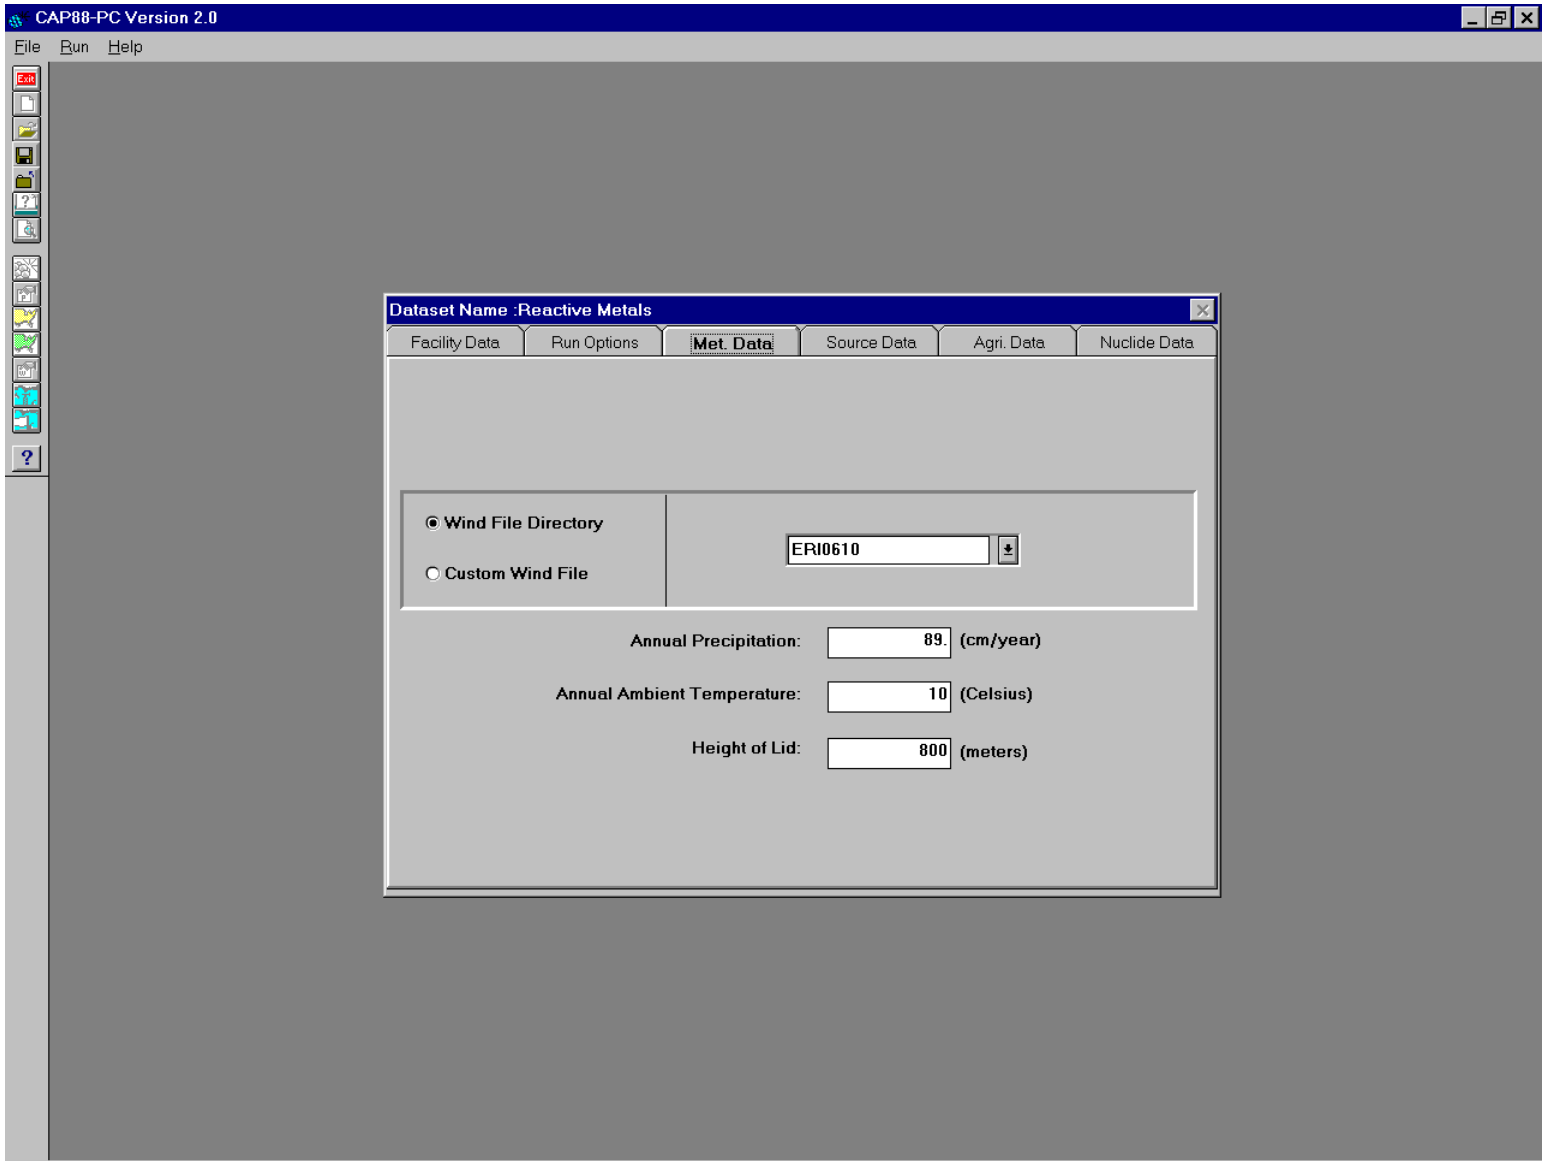 CAP88-PC Version 2.0
File Run Help
Exit
?
?
Dataset Name :Reactive Metals
Facility Data Run Options Met. Data Source Data Agri. Data Nuclide Data
Wind File Directory
ERI0610
Custom Wind File
Annual Precipitation: 89. (cm/year)
Annual Ambient Temperature: 10 (Celsius)
Height of Lid: 800 (meters)